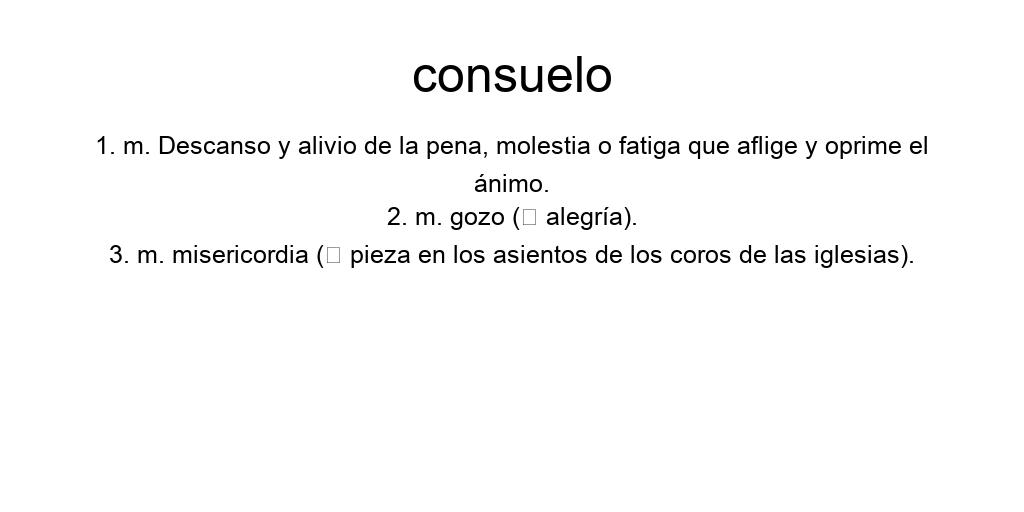 consuelo
1. m. Descanso y alivio de la pena, molestia o fatiga que aflige y oprime el
ánimo.
2. m. gozo (□ alegría).
3. m. misericordia (□ pieza en los asientos de los coros de las iglesias).